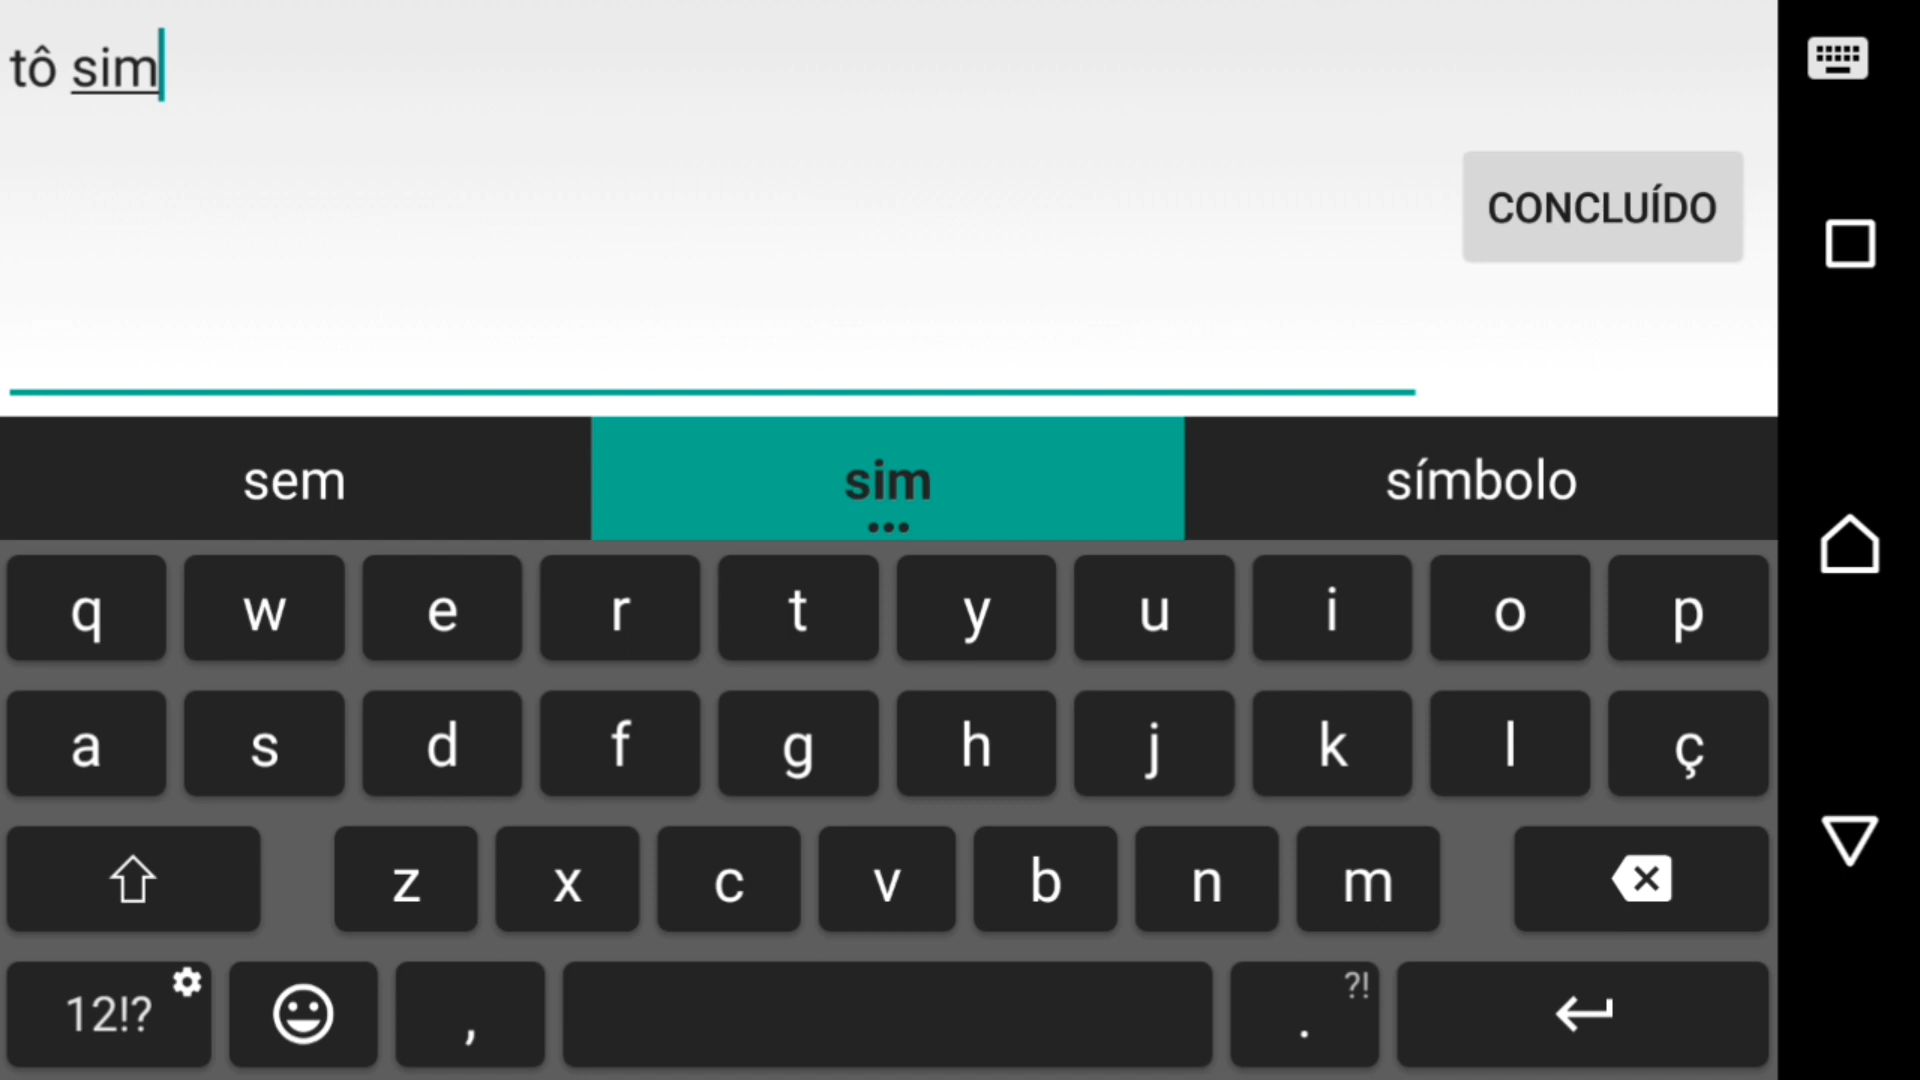 tô sim
CONCLUÍDO
sem sim símbolo
q w e r t y u i o p
a s d f g h j k l ç
z x c v b n m
12!? , . ?!